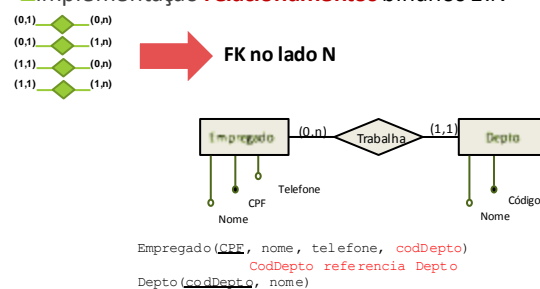 Implementação relacionamentos binários 1:N
(0,1) (0,n)
(0,1) (1,n)
(1,1) (0,n)
(1,1) (1,n)
FK no lado N
Empregado (0,n) Trabalha (1,1) Depto
Telefone
CPF
Código
Nome
Nome
Empregado(CPF, nome, telefone, codDepto)
CodDepto referencia Depto
Depto(codDepto, nome)